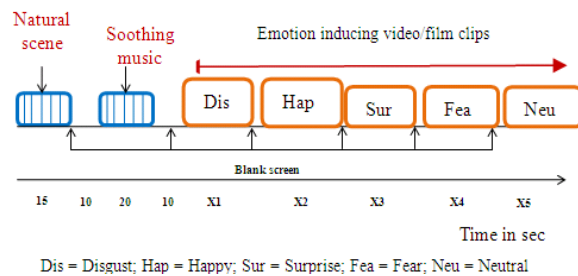 Natural
scene
Soothing
music
Emotion inducing video/film clips
Dis
Hap
Sur
Fea
Neu
Blank screen
15 10 20 10 X1 X2 X3 X4 X5
Time in sec
Dis = Disgust; Hap = Happy; Sur = Surprise; Fea = Fear; Neu = Neutral